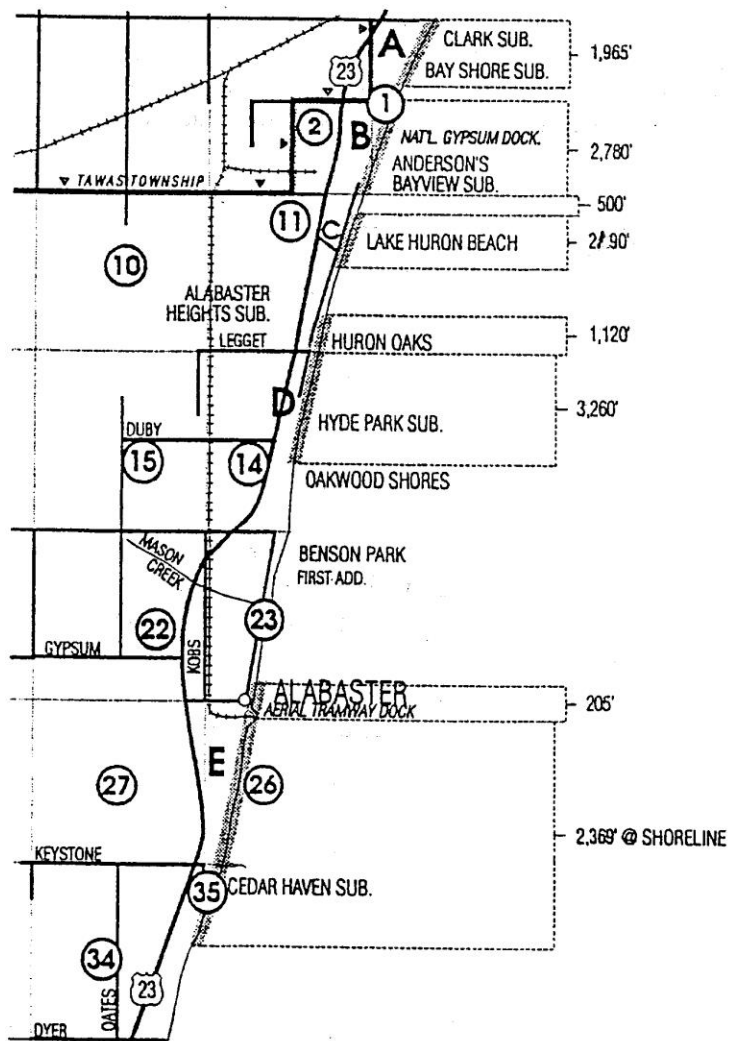 A
CLARK SUB.
BAY SHORE SUB.
1,965'
23
1
2
B
NAT'L. GYPSUM DOCK.
ANDERSON'S
BAYVIEW SUB.
2,780'
TAWAS TOWNSHIP
500'
11
C
LAKE HURON BEACH
10
ALABASTER
HEIGHTS SUB.
LEGGET
HURON OAKS
1,120'
D
HYDE PARK SUB.
3,260'
DUBY
15
14
OAKWOOD SHORES
MASON
CREEK
BENSON PARK
FIRST ADD.
23
22
GYPSUM
KOBS
ALABASTER
AERIAL TRAMWAY DOCK
205'
E
27
26
2,369' @ SHORELINE
KEYSTONE
35
CEDAR HAVEN SUB.
34
OATES
23
DYER